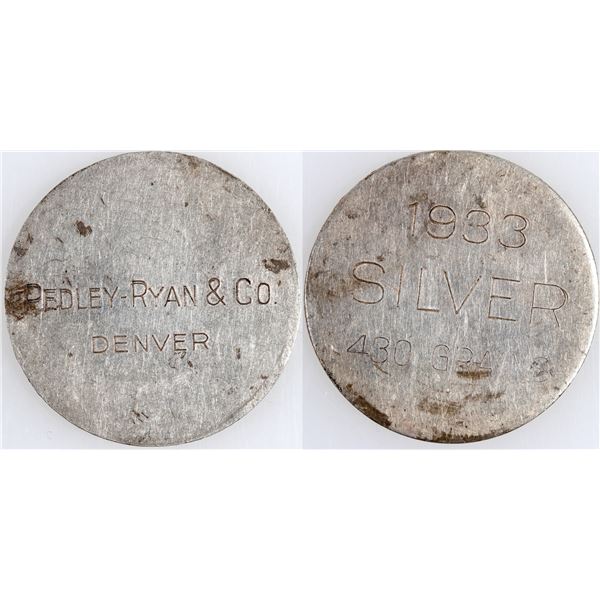 PEDLEY-RYAN & CO.
DENVER
1933
SILVER
430